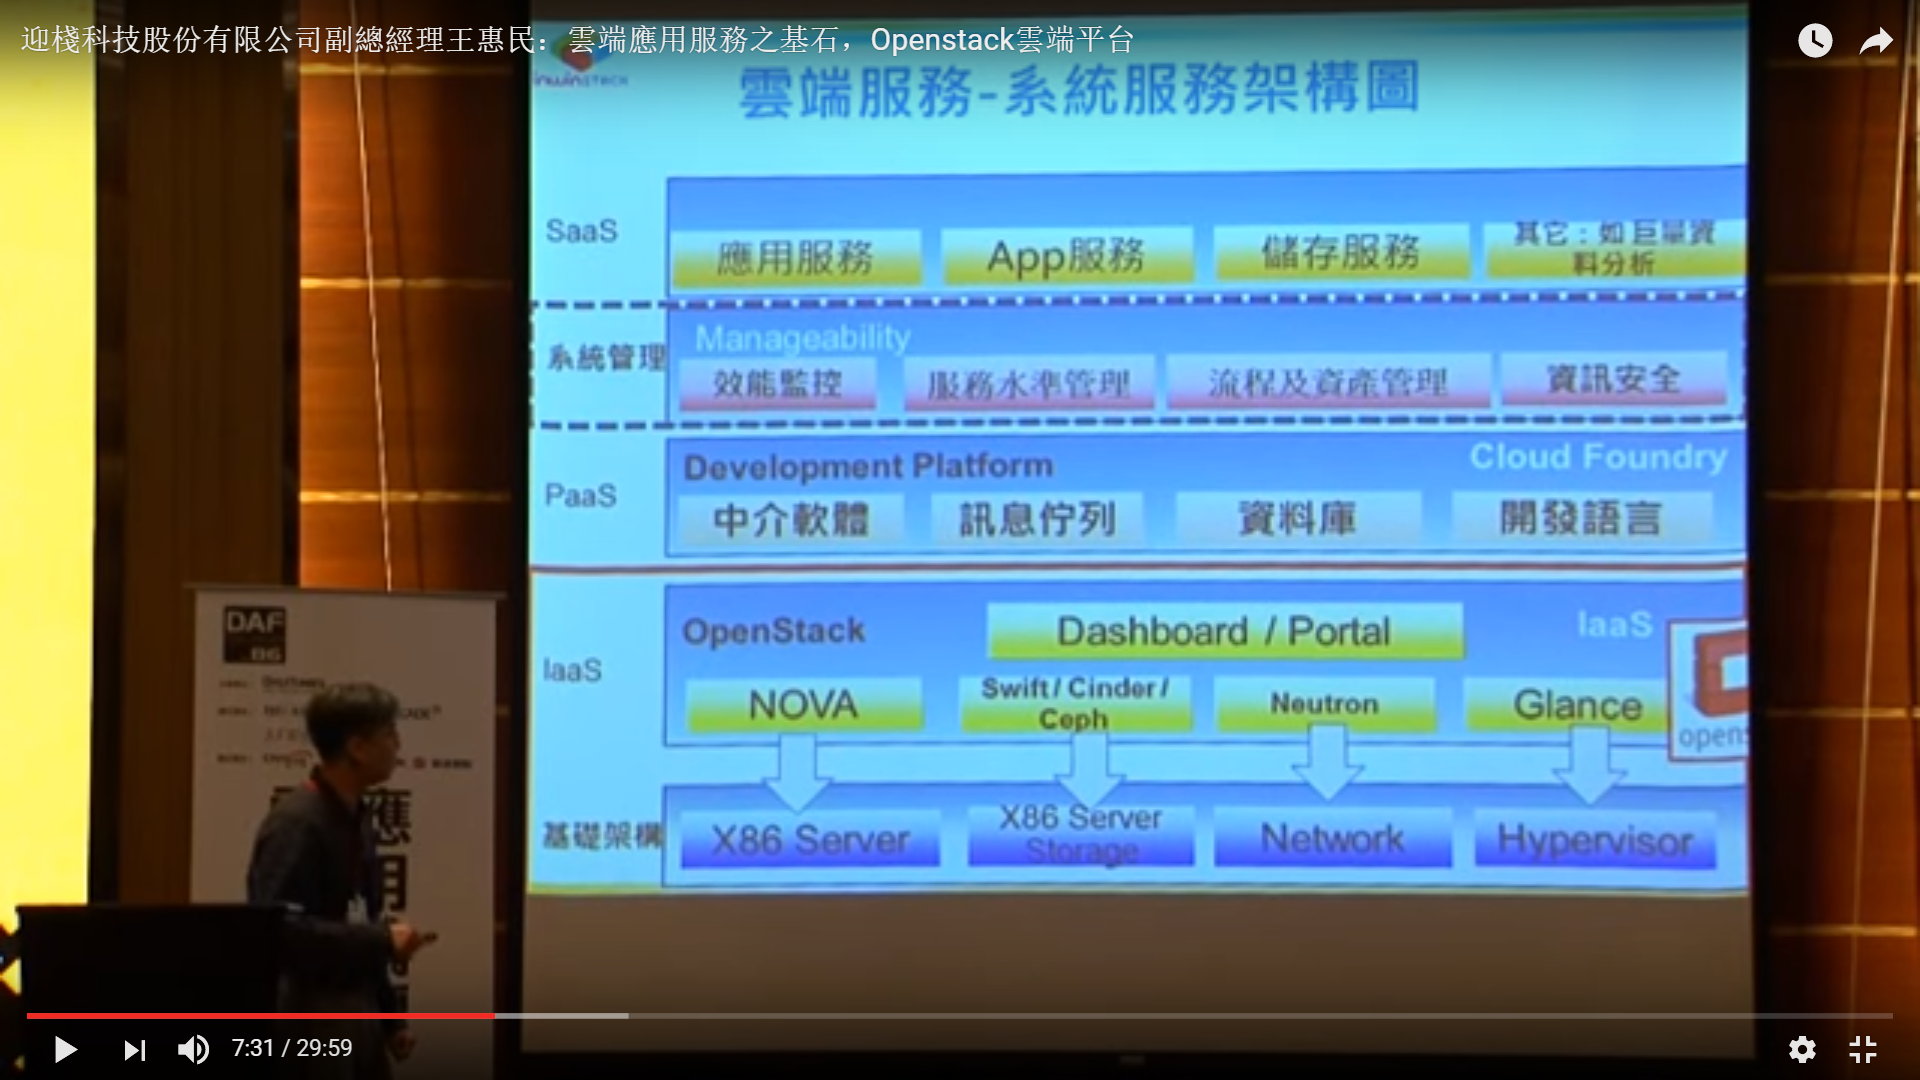 迎棧科技股份有限公司副總經理王惠民：雲端應用服務之基石，Openstack雲端平台
inwinSTACK
雲端服務-系統服務架構圖
SaaS
應用服務
App服務
儲存服務
其它：如巨量資
料分析
系統管理
Manageability
效能監控
服務水準管理
流程及資產管理
資訊安全
PaaS
Development Platform
Cloud Foundry
中介軟體
訊息佇列
資料庫
開發語言
IaaS
OpenStack
Dashboard / Portal
IaaS
NOVA
Swift / Cinder /
Ceph
Neutron
Glance
opens
基礎架構
X86 Server
X86 Server
Storage
Network
Hypervisor
DAF
應
用
7:31 / 29:59